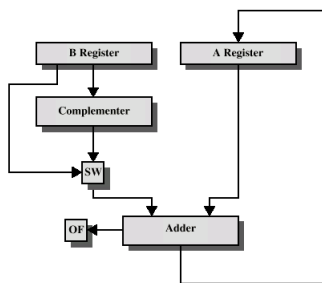 B Register
A Register
Complementer
SW
OF
Adder